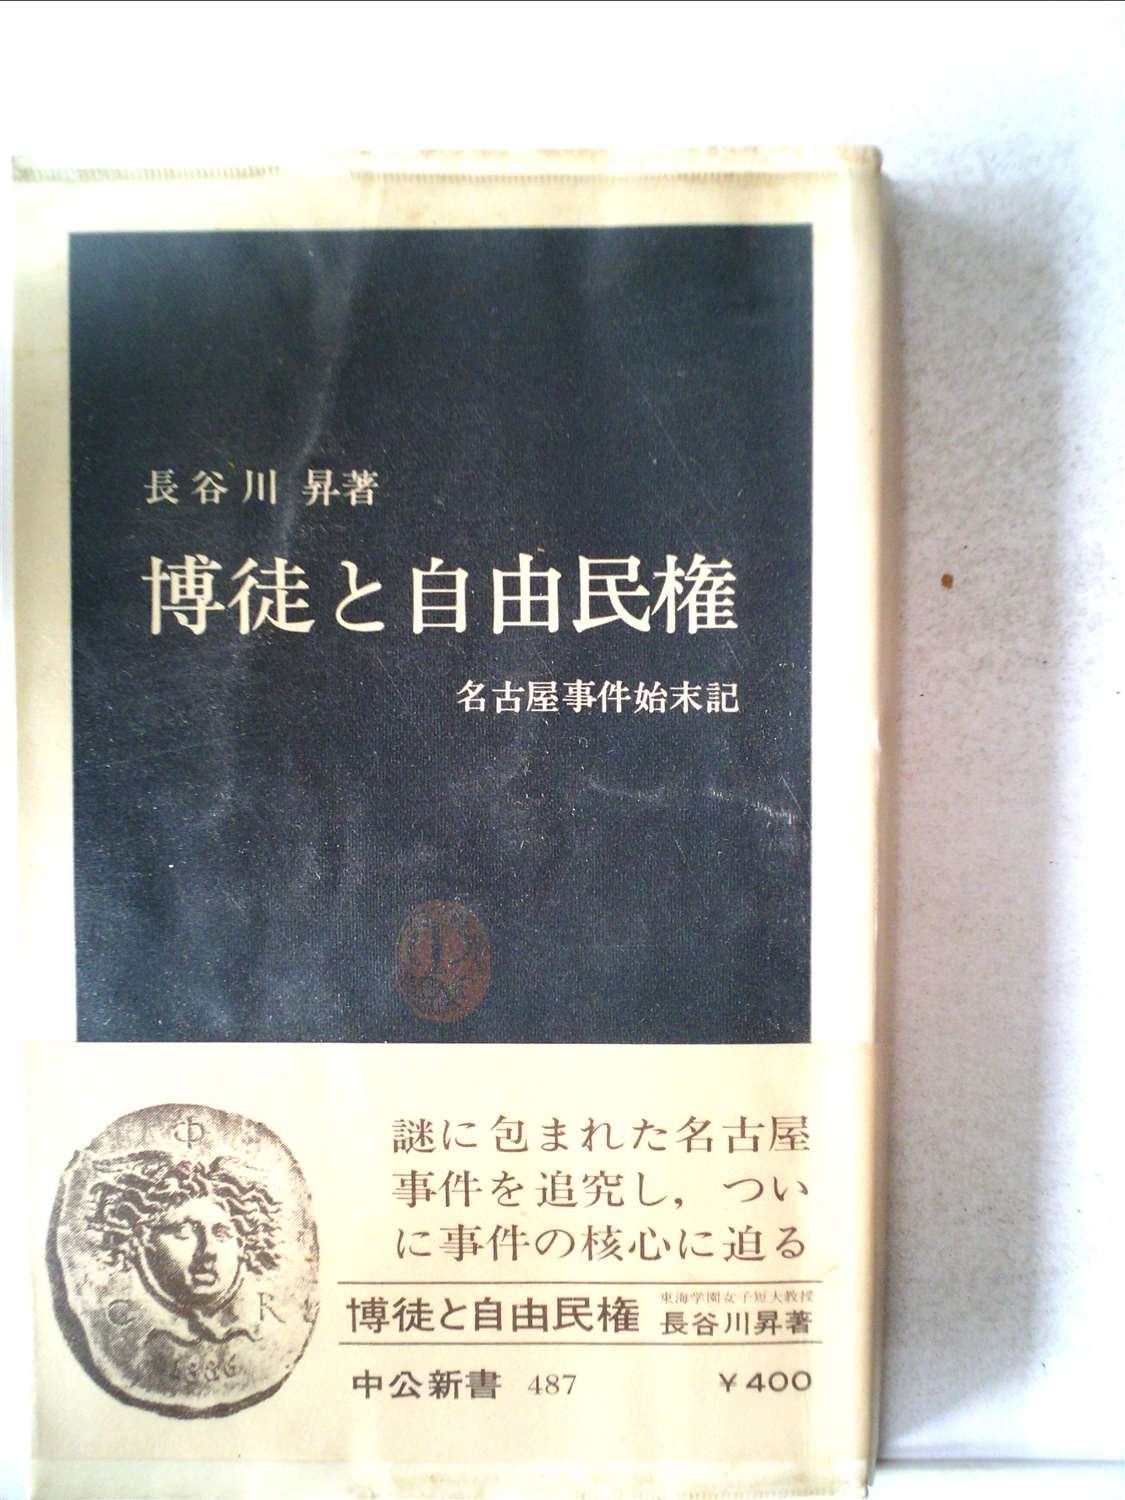 長谷川 昇著
博徒と自由民権
名古屋事件始末記
謎に包まれた名古屋
事件を追究し，つい
に事件の核心に迫る
博徒と自由民権
東海学園女子短大教授
長谷川昇著
中公新書 487
￥400
Φ
C R
1886